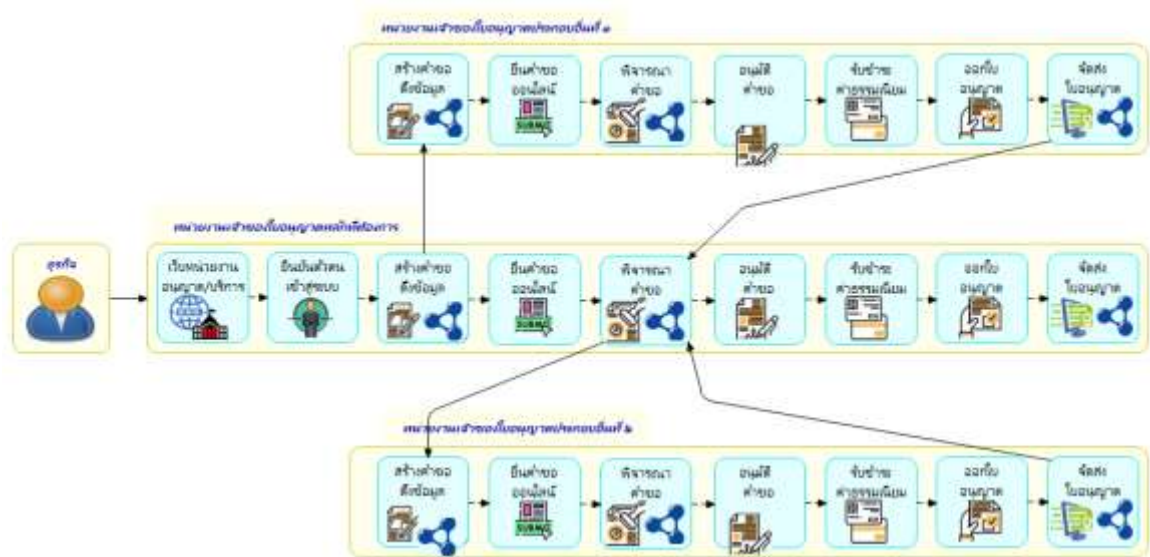 หน่วยงานเจ้าของใบอนุญาตประกอบอื่นที่ ๑
สร้างคำขอ
ดึงข้อมูล
ยื่นคำขอ
ออนไลน์
SUBMIT
พิจารณา
คำขอ
อนุมัติ
คำขอ
รับชำระ
ค่าธรรมเนียม
ออกใบ
อนุญาต
จัดส่ง
ใบอนุญาต
หน่วยงานเจ้าของใบอนุญาตหลักที่ต้องการ
ธุรกิจ
เว็บหน่วยงาน
อนุญาต/บริการ
ยืนยันตัวตน
เข้าสู่ระบบ
สร้างคำขอ
ดึงข้อมูล
ยื่นคำขอ
ออนไลน์
SUBMIT
พิจารณา
คำขอ
อนุมัติ
คำขอ
รับชำระ
ค่าธรรมเนียม
ออกใบ
อนุญาต
จัดส่ง
ใบอนุญาต
หน่วยงานเจ้าของใบอนุญาตประกอบอื่นที่ ๒
สร้างคำขอ
ดึงข้อมูล
ยื่นคำขอ
ออนไลน์
SUBMIT
พิจารณา
คำขอ
อนุมัติ
คำขอ
รับชำระ
ค่าธรรมเนียม
ออกใบ
อนุญาต
จัดส่ง
ใบอนุญาต